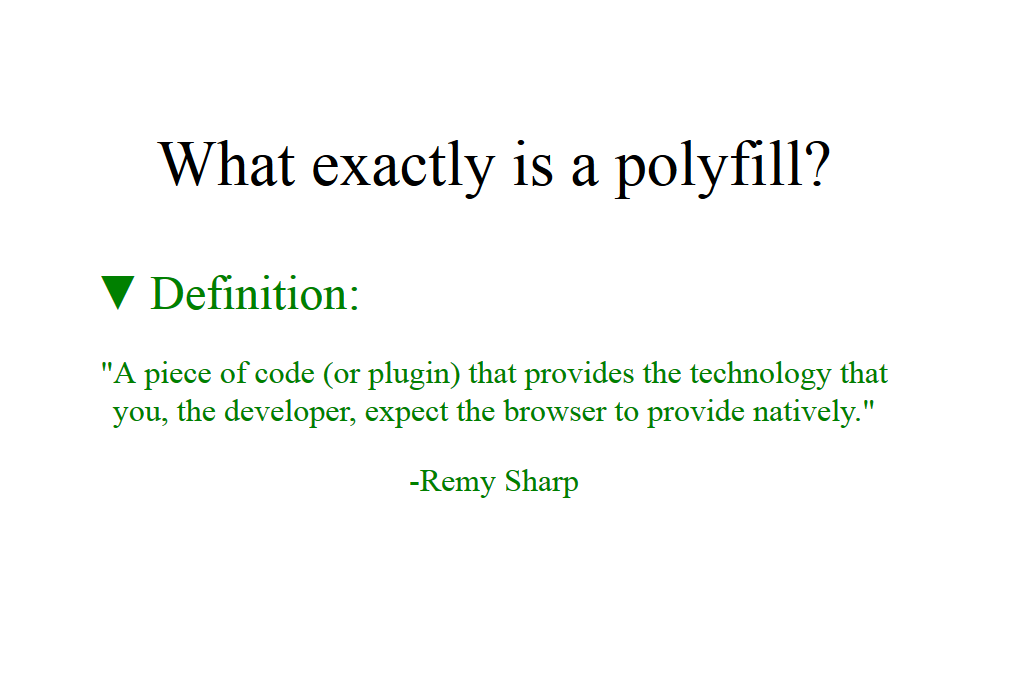 What exactly is a polyfill?
▼ Definition:
"A piece of code (or plugin) that provides the technology that
you, the developer, expect the browser to provide natively."
-Remy Sharp